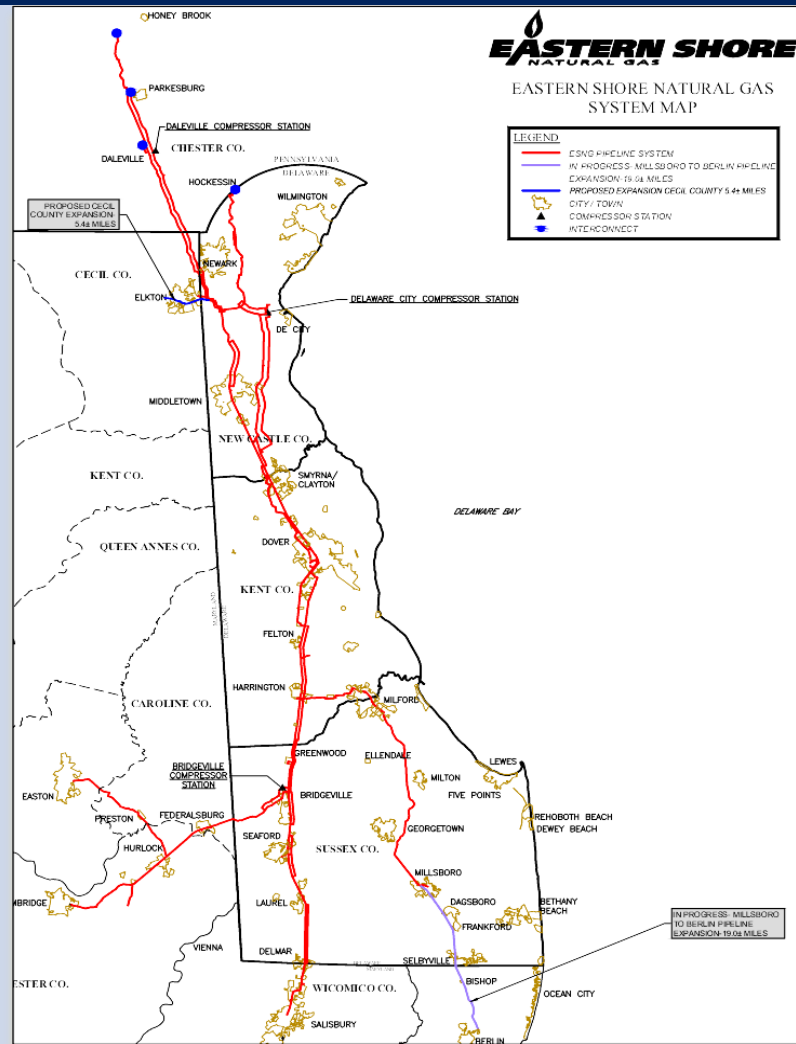 HONEY BROOK
EASTERN SHORE
NATURAL GAS
EASTERN SHORE NATURAL GAS
SYSTEM MAP
LEGEND
ESNG PIPELINE SYSTEM
IN PROGRESS- MILLSBORO TO BERLIN PIPELINE
EXPANSION-19.0± MILES
PROPOSED EXPANSION CECIL COUNTY 5.4± MILES
CITY / TOWN
COMPRESSOR STATION
INTERCONNECT
PARKESBURG
DALEVILLE COMPRESSOR STATION
CHESTER CO.
DALEVILLE
PENNSYLVANIA
DELAWARE
HOCKESSIN
WILMINGTON
PROPOSED CECIL
COUNTY EXPANSION-
5.4± MILES
NEWARK
CECIL CO.
ELKTON
DELAWARE CITY COMPRESSOR STATION
DE CITY
MIDDLETOWN
NEW CASTLE CO.
KENT CO.
SMYRNA/
CLAYTON
DELAWARE BAY
QUEEN ANNES CO.
DOVER
KENT CO.
MARYLAND
DELAWARE
FELTON
HARRINGTON
CAROLINE CO.
MILFORD
GREENWOOD
ELLENDALE
LEWES
BRIDGEVILLE
COMPRESSOR
STATION
MILTON
EASTON
BRIDGEVILLE
FIVE POINTS
PRESTON
FEDERALSBURG
REHOBOTH BEACH
DEWEY BEACH
GEORGETOWN
HURLOCK
SEAFORD
SUSSEX CO.
MILLSBORO
MBRIDGE
LAUREL
DAGSBORO
BETHANY
BEACH
FRANKFORD
IN PROGRESS- MILLSBORO
TO BERLIN PIPELINE
EXPANSION-19.0± MILES
VIENNA
DELMAR
SELBYVILLE
DELAWARE
MARYLAND
BISHOP
ESTER CO.
WICOMICO CO.
OCEAN CITY
SALISBURY
BERLIN